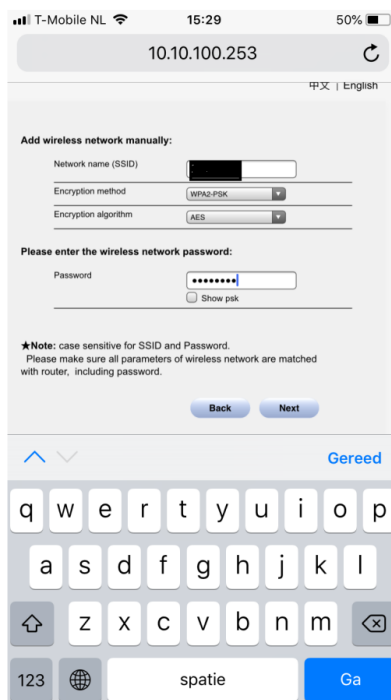 T-Mobile NL 15:29 50%
10.10.100.253
中文 | English
Add wireless network manually:
Network name (SSID)
Encryption method WPA2-PSK
Encryption algorithm AES
Please enter the wireless network password:
Password ••••••••
Show psk
★Note: case sensitive for SSID and Password.
Please make sure all parameters of wireless network are matched
with router, including password.
Back Next
Gereed
q w e r t y u i o p
a s d f g h j k l
z x c v b n m
123 spatie Ga